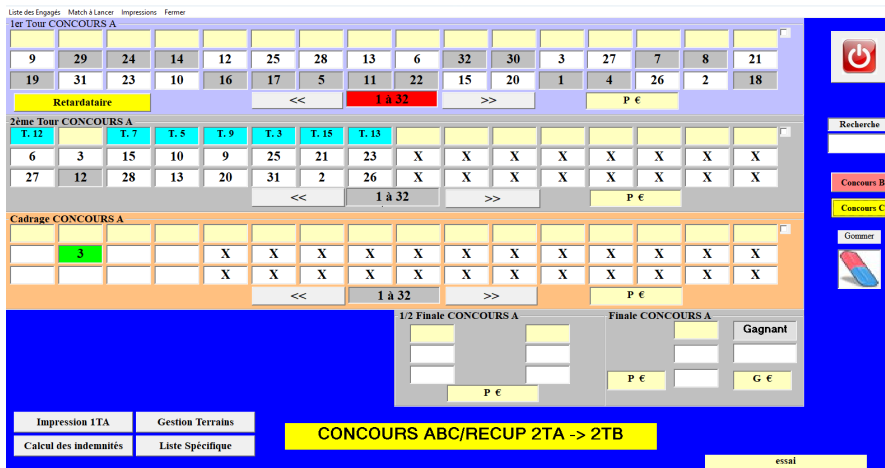 Liste des Engagés Match à Lancer Impressions Fermer
1er Tour CONCOURS A
9 29 24 14 12 25 28 13 6 32 30 3 27 7 8 21
19 31 23 10 16 17 5 11 22 15 20 1 4 26 2 18
Retardataire << 1 à 32 >> P €
2ème Tour CONCOURS A
T. 12 T. 7 T. 5 T. 9 T. 3 T. 15 T. 13
6 3 15 10 9 25 21 23 X X X X X X X X
27 12 28 13 20 31 2 26 X X X X X X X X
<< 1 à 32 >> P €
Cadrage CONCOURS A
3 X X X X X X X X X X X X X
X X X X X X X X X X X X X
<< 1 à 32 >> P €
1/2 Finale CONCOURS A
P €
Finale CONCOURS A
Gagnant
P € G €
Recherche
Concours B
Concours C
Gommer
Impression 1TA Gestion Terrains
Calcul des indemnités Liste Spécifique
CONCOURS ABC/RECUP 2TA -> 2TB
essai